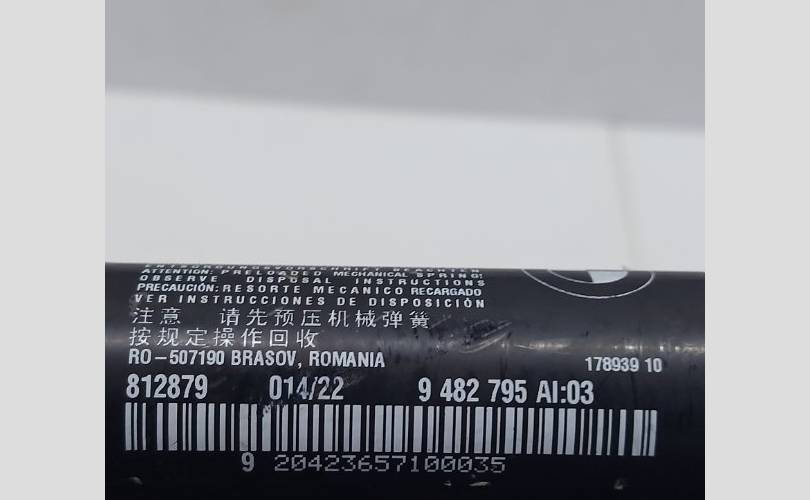 ENTSORGUNGSVORSCHRIFT BEACHTEN
ATTENTION: PRELOADED MECHANICAL SPRING!
OBSERVE DISPOSAL INSTRUCTIONS
PRECAUCIÓN: RESORTE MECANICO RECARGADO
VER INSTRUCCIONES DE DISPOSICIÓN
注意 请先预压机械弹簧
按规定操作回收
RO-507190 BRASOV, ROMANIA
178939 10
812879 014/22 9 482 795 AI:03
9 20423657100035